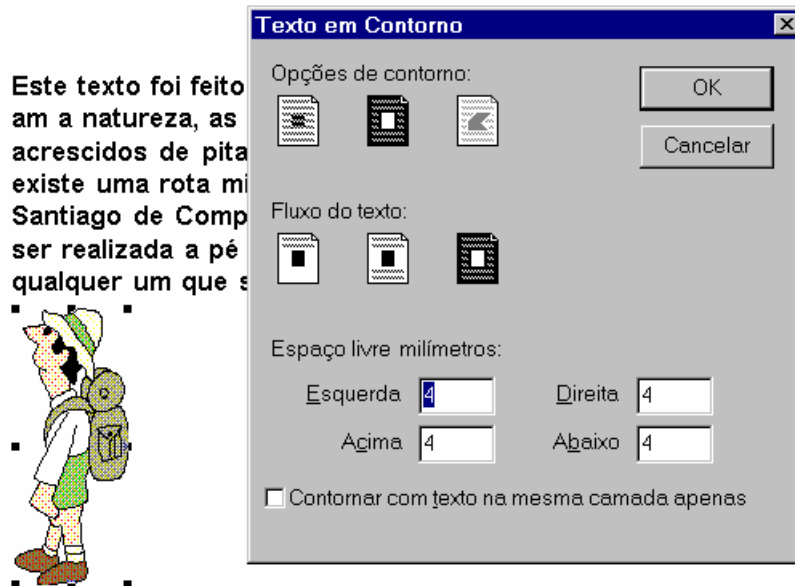 Texto em Contorno
Opções de contorno:
OK
Cancelar
Este texto foi feito
am a natureza, as
acrescidos de pita
existe uma rota mi
Santiago de Comp
ser realizada a pé
qualquer um que s
Fluxo do texto:
Espaço livre milímetros:
Esquerda 4 Direita 4
Acima 4 Abaixo 4
Contornar com texto na mesma camada apenas